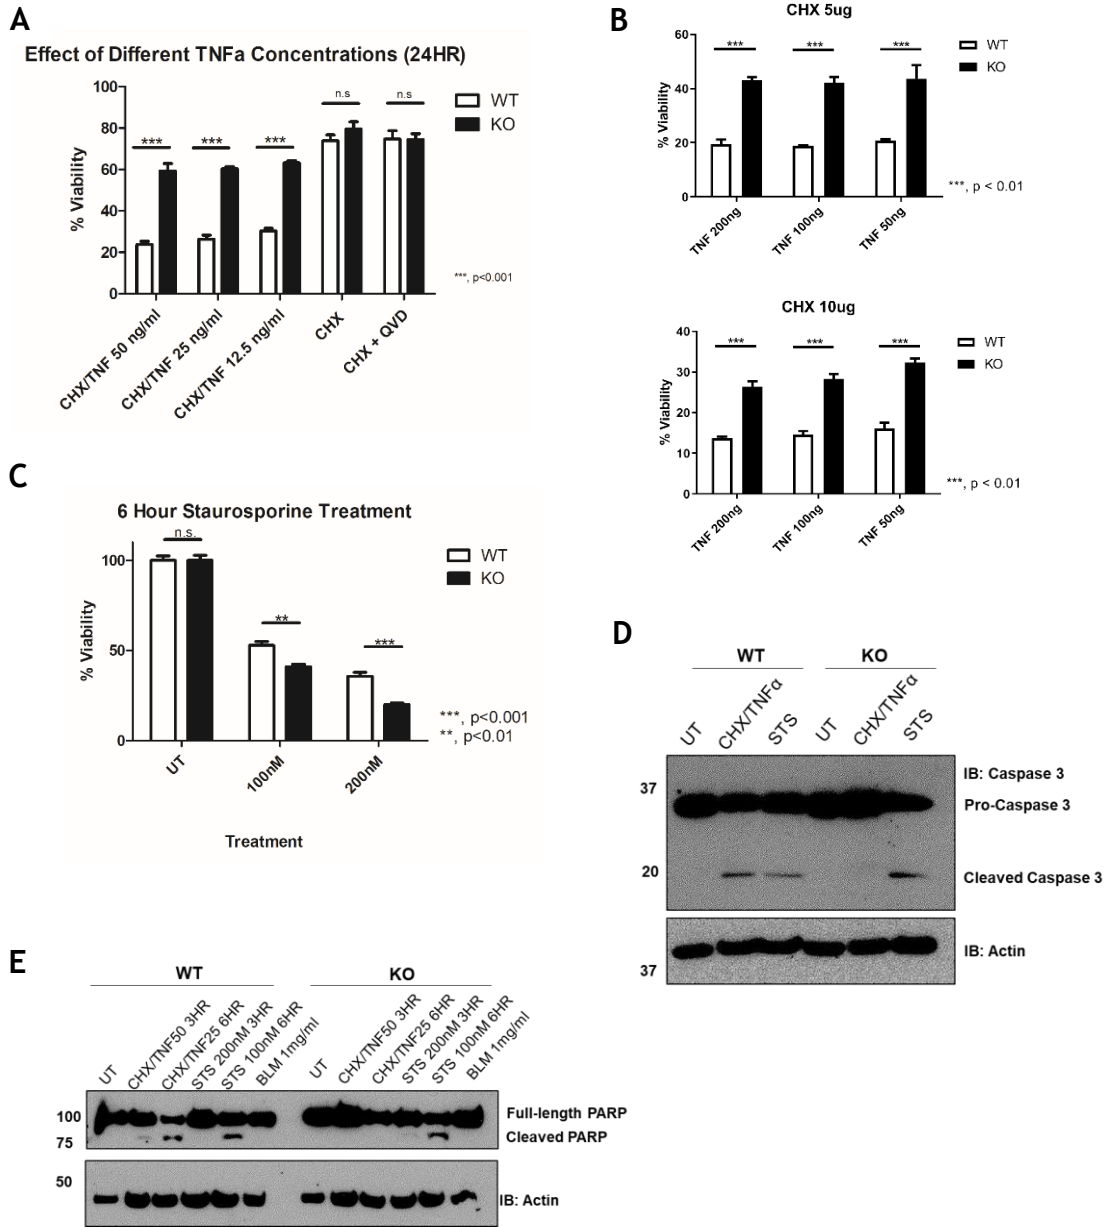 A
Effect of Different TNFa Concentrations (24HR)
100
80
60
40
20
0
% Viability
***
***
***
n.s
n.s
WT
KO
***, p<0.001
CHX/TNF 50 ng/ml
CHX/TNF 25 ng/ml
CHX/TNF 12.5 ng/ml
CHX
CHX + QVD
B
CHX 5ug
60
40
20
0
% Viability
***
***
***
WT
KO
***, p < 0.01
TNF 200ng
TNF 100ng
TNF 50ng
CHX 10ug
40
30
20
10
0
% Viability
***
***
***
WT
KO
***, p < 0.01
TNF 200ng
TNF 100ng
TNF 50ng
C
6 Hour Staurosporine Treatment
n.s.
100
50
0
% Viability
**
***
WT
KO
***, p<0.001
**, p<0.01
UT
100nM
200nM
Treatment
D
WT
KO
UT
CHX/TNFα
STS
UT
CHX/TNFα
STS
37
IB: Caspase 3
Pro-Caspase 3
20
Cleaved Caspase 3
IB: Actin
37
E
WT
KO
UT
CHX/TNF50 3HR
CHX/TNF25 6HR
STS 200nM 3HR
STS 100nM 6HR
BLM 1mg/ml
UT
CHX/TNF50 3HR
CHX/TNF25 6HR
STS 200nM 3HR
STS 100nM 6HR
BLM 1mg/ml
100
Full-length PARP
75
Cleaved PARP
50
IB: Actin